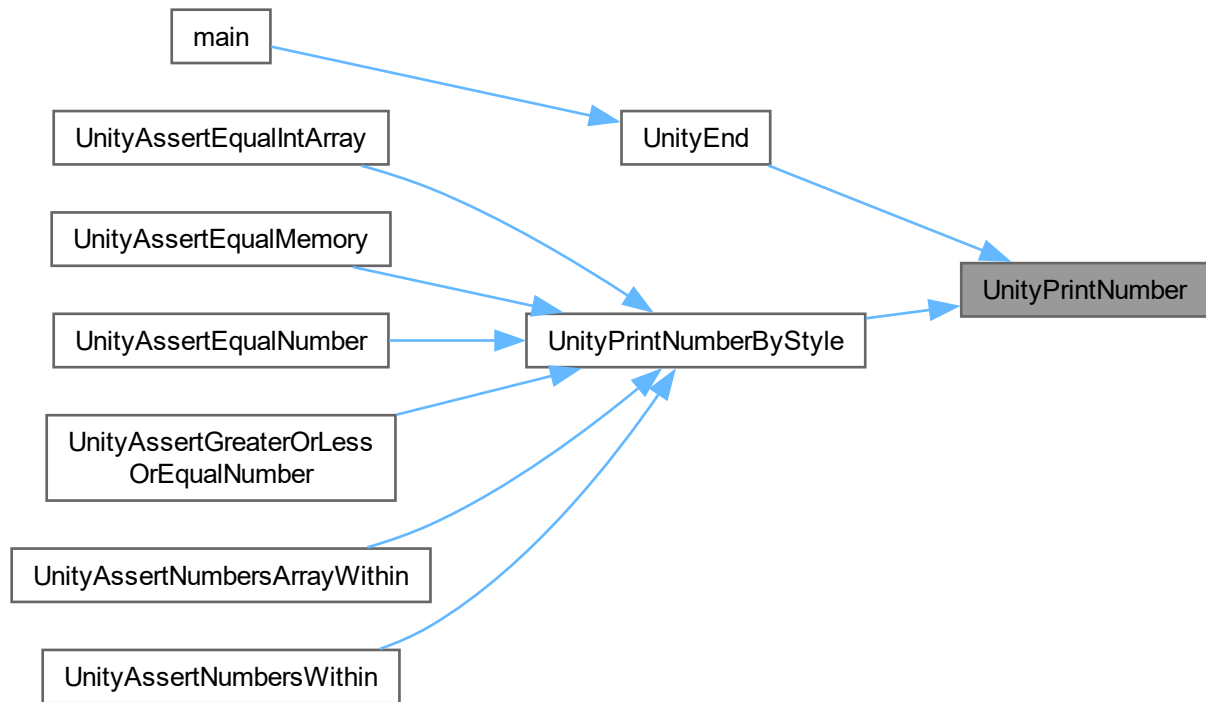 main
UnityAssertEqualIntArray
UnityEnd
UnityAssertEqualMemory
UnityPrintNumber
UnityAssertEqualNumber
UnityPrintNumberByStyle
UnityAssertGreaterOrLess
OrEqualNumber
UnityAssertNumbersArrayWithin
UnityAssertNumbersWithin